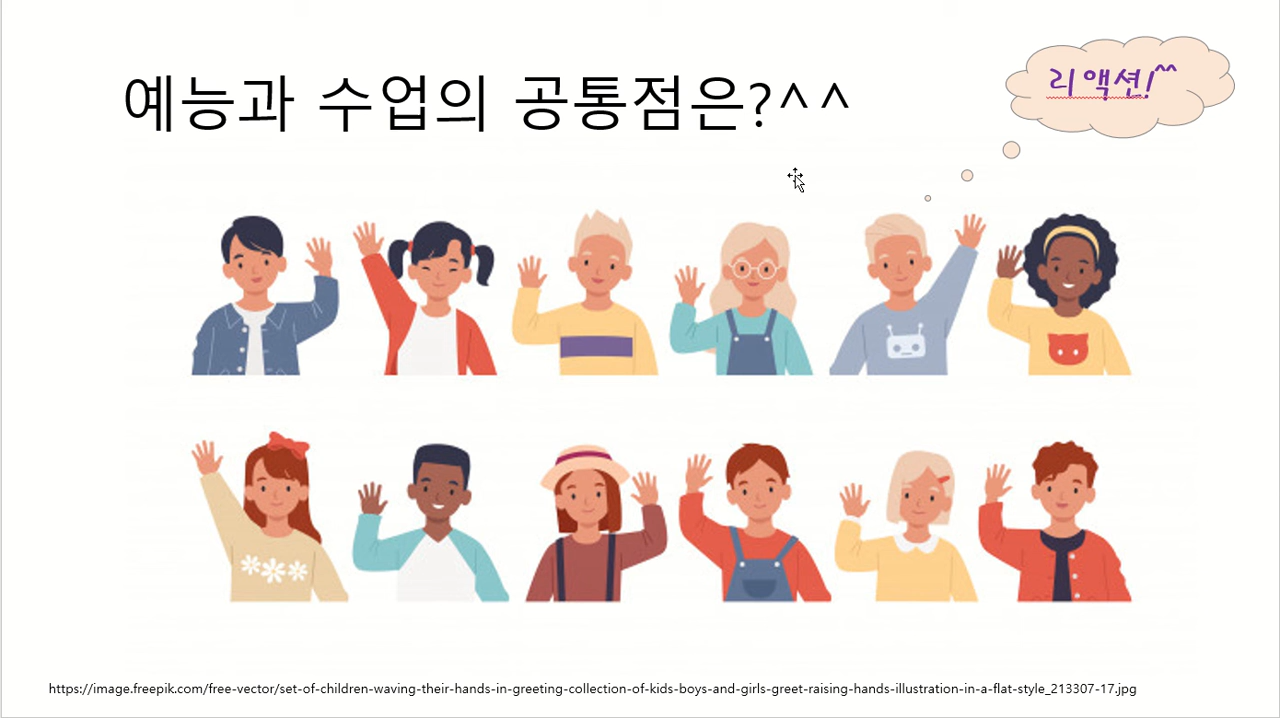 예능과 수업의 공통점은?^^
리액션!^^
https://image.freepik.com/free-vector/set-of-children-waving-their-hands-in-greeting-collection-of-kids-boys-and-girls-greet-raising-hands-illustration-in-a-flat-style_213307-17.jpg